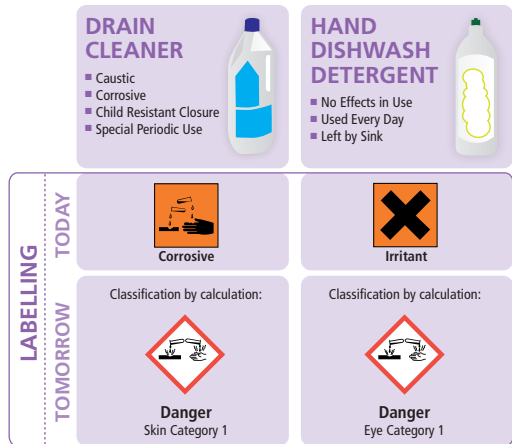 DRAIN
CLEANER
■ Caustic
■ Corrosive
■ Child Resistant Closure
■ Special Periodic Use
HAND
DISHWASH
DETERGENT
■ No Effects in Use
■ Used Every Day
■ Left by Sink
LABELLING
TODAY
Corrosive
Irritant
TOMORROW
Classification by calculation:
Danger
Skin Category 1
Classification by calculation:
Danger
Eye Category 1